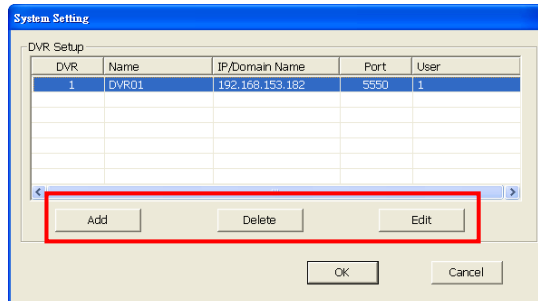 System Setting
DVR Setup
DVR Name IP/Domain Name Port User
1 DVR01 192.168.153.182 5550 1
Add Delete Edit
OK Cancel